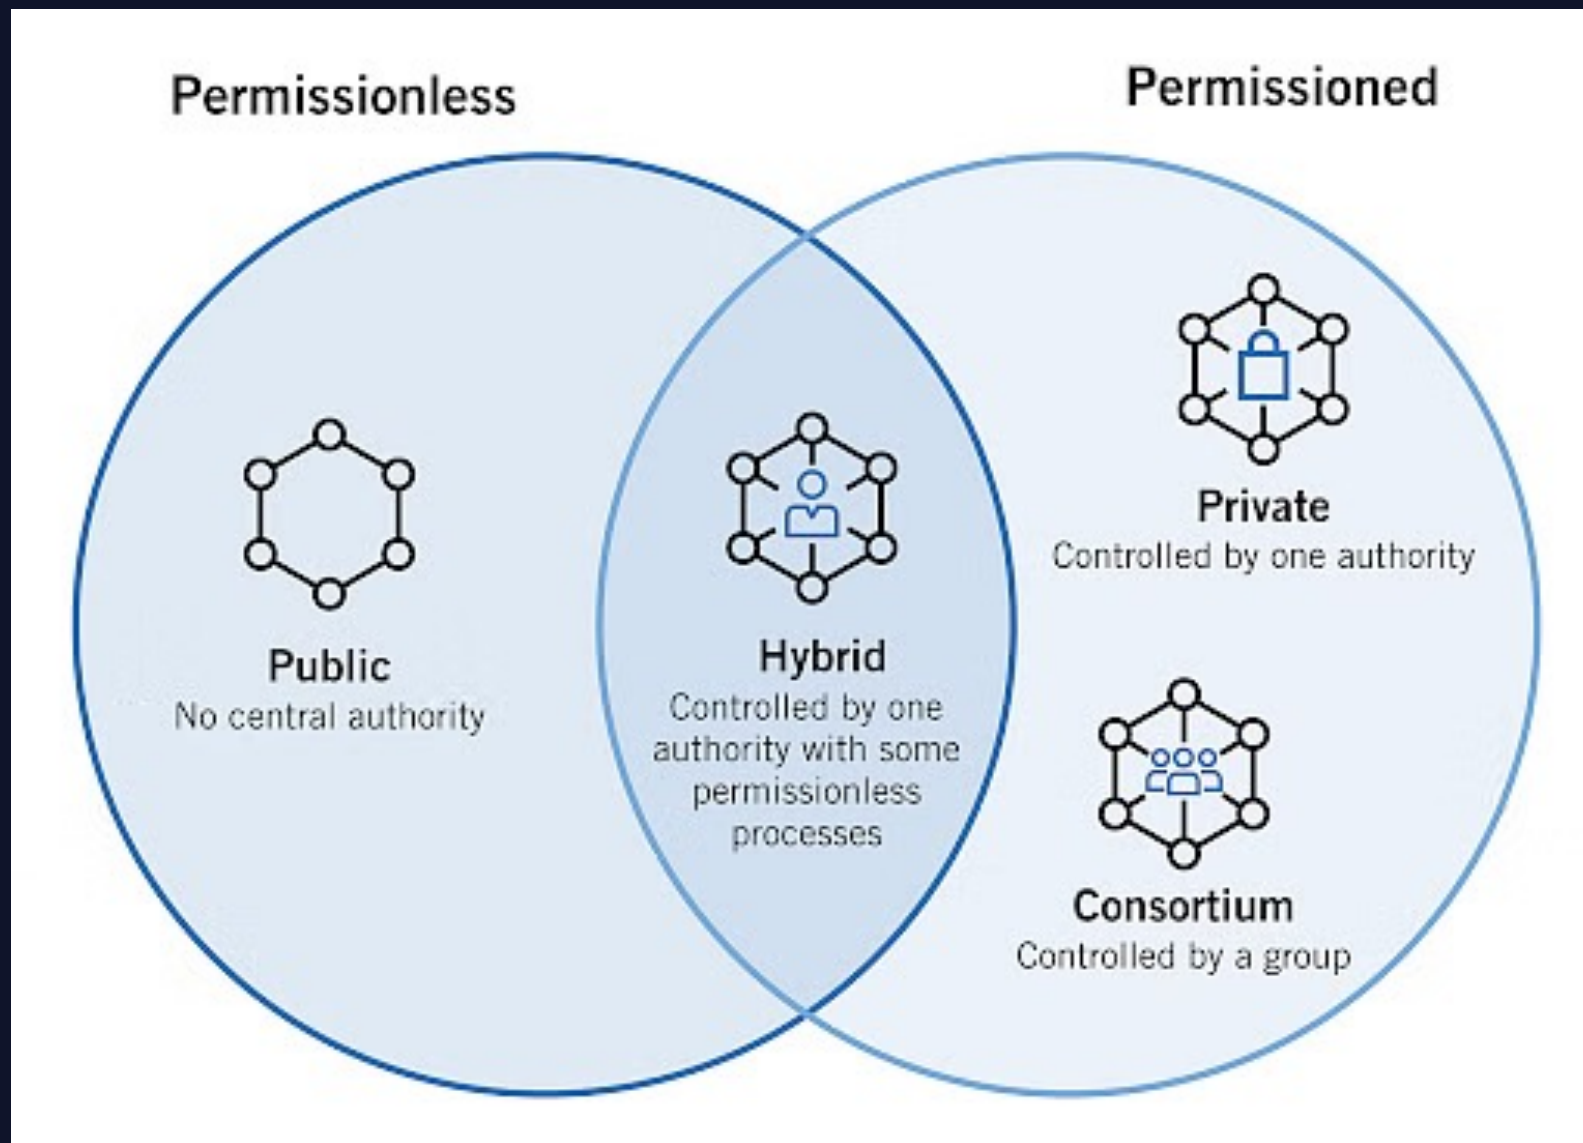 Permissionless
Permissioned
Public
No central authority
Hybrid
Controlled by one
authority with some
permissionless
processes
Private
Controlled by one authority
Consortium
Controlled by a group